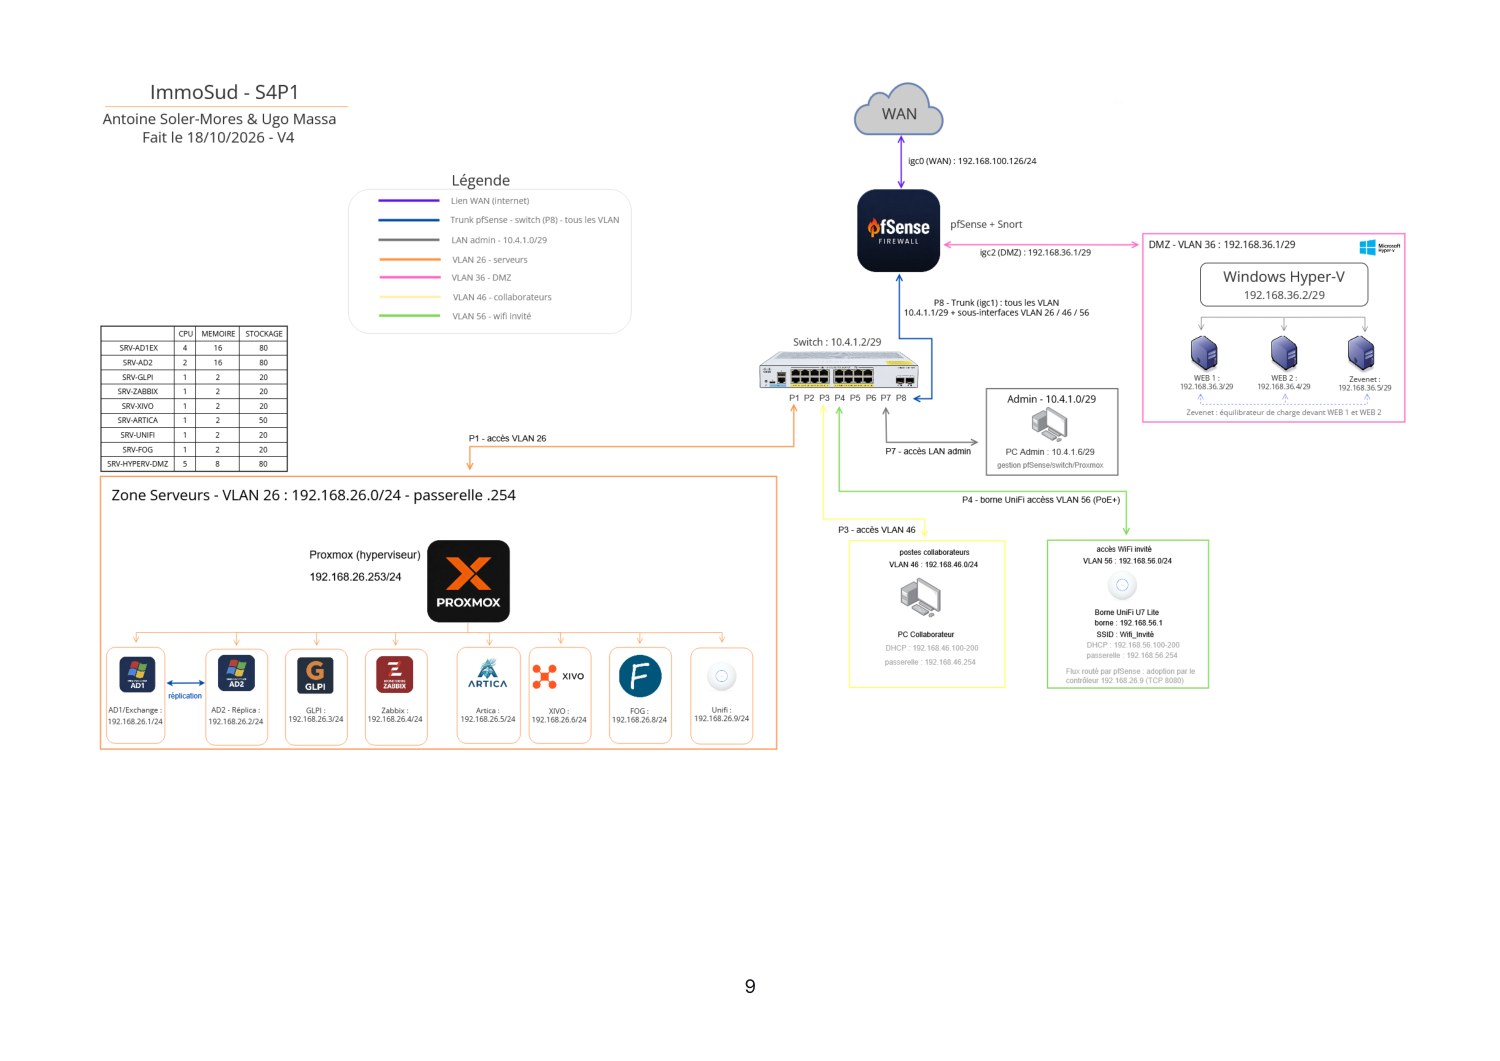 ImmoSud - S4P1
Antoine Soler-Mores & Ugo Massa
Fait le 18/10/2026 - V4
Légende
Lien WAN (internet)
Trunk pfSense - switch (P8) - tous les VLAN
LAN admin - 10.4.1.0/29
VLAN 26 - serveurs
VLAN 36 - DMZ
VLAN 46 - collaborateurs
VLAN 56 - wifi invité
WAN
igc0 (WAN) : 192.168.100.126/24
pfSense
FIREWALL
pfSense + Snort
igc2 (DMZ) : 192.168.36.1/29
DMZ - VLAN 36 : 192.168.36.1/29
Microsoft
Hyper-v
Windows Hyper-V
192.168.36.2/29
WEB 1 :
192.168.36.3/29
WEB 2 :
192.168.36.4/29
Zevenet :
192.168.36.5/29
Zevenet : équilibrateur de charge devant WEB 1 et WEB 2
P8 - Trunk (igc1) : tous les VLAN
10.4.1.1/29 + sous-interfaces VLAN 26 / 46 / 56
Switch : 10.4.1.2/29
P1 P2 P3 P4 P5 P6 P7 P8
CPU MEMOIRE STOCKAGE
SRV-AD1EX 4 16 80
SRV-AD2 2 16 80
SRV-GLPI 1 2 20
SRV-ZABBIX 1 2 20
SRV-XIVO 1 2 20
SRV-ARTICA 1 2 50
SRV-UNIFI 1 2 20
SRV-FOG 1 2 20
SRV-HYPERV-DMZ 5 8 80
Admin - 10.4.1.0/29
PC Admin : 10.4.1.6/29
gestion pfSense/switch/Proxmox
P1 - accès VLAN 26
P7 - accès LAN admin
P4 - borne UniFi accèss VLAN 56 (PoE+)
P3 - accès VLAN 46
Zone Serveurs - VLAN 26 : 192.168.26.0/24 - passerelle .254
Proxmox (hyperviseur)
192.168.26.253/24
PROXMOX
AD1
réplication
AD2
GLPI
ZABBIX
ARTICA
XIVO
F
AD1/Exchange :
192.168.26.1/24
AD2 - Réplica :
192.168.26.2/24
GLPI :
192.168.26.3/24
Zabbix :
192.168.26.4/24
Artica :
192.168.26.5/24
XIVO :
192.168.26.6/24
FOG :
192.168.26.8/24
Unifi :
192.168.26.9/24
postes collaborateurs
VLAN 46 : 192.168.46.0/24
PC Collaborateur
DHCP : 192.168.46.100-200
passerelle : 192.168.46.254
accès WiFi invité
VLAN 56 : 192.168.56.0/24
Borne UniFi U7 Lite
borne : 192.168.56.1
SSID : Wifi_Invité
DHCP : 192.168.56.100-200
passerelle : 192.168.56.254
Flux routé par pfSense : adoption par le
contrôleur 192.168.26.9 (TCP 8080)
9